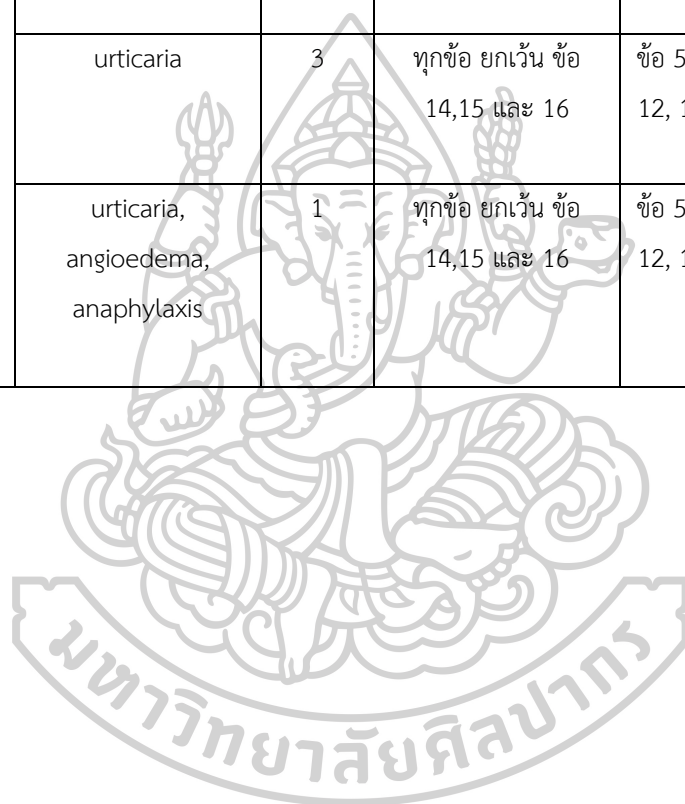 urticaria 3 ทุกข้อ ยกเว้น ข้อ ข้อ 5
14,15 และ 16 12,
urticaria, 1 ทุกข้อ ยกเว้น ข้อ ข้อ 5
angioedema, 14,15 และ 16 12,
anaphylaxis
มหาวิทยาลัยศิลปากร